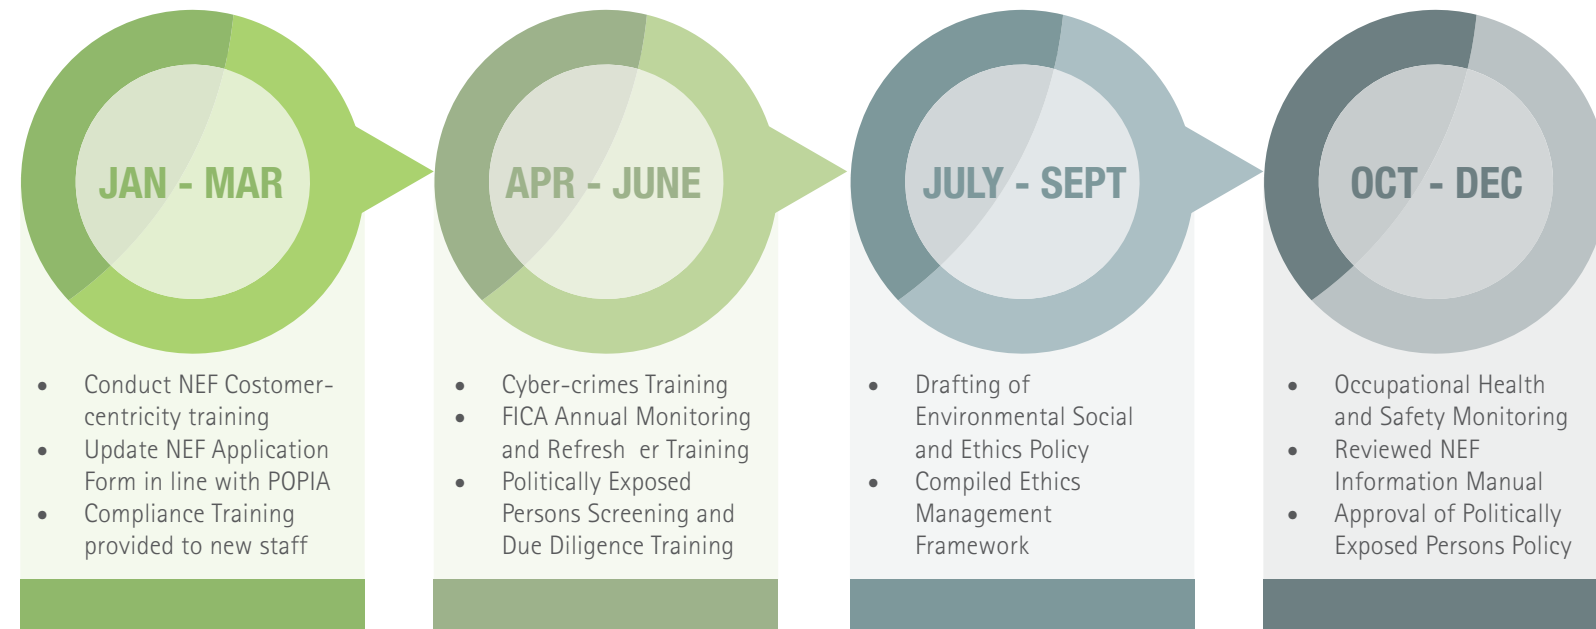 JAN - MAR
• Conduct NEF Costomer-
centricity training
• Update NEF Application
Form in line with POPIA
• Compliance Training
provided to new staff
APR - JUNE
• Cyber-crimes Training
• FICA Annual Monitoring
and Refresh er Training
• Politically Exposed
Persons Screening and
Due Diligence Training
JULY - SEPT
• Drafting of
Environmental Social
and Ethics Policy
• Compiled Ethics
Management
Framework
OCT - DEC
• Occupational Health
and Safety Monitoring
• Reviewed NEF
Information Manual
• Approval of Politically
Exposed Persons Policy